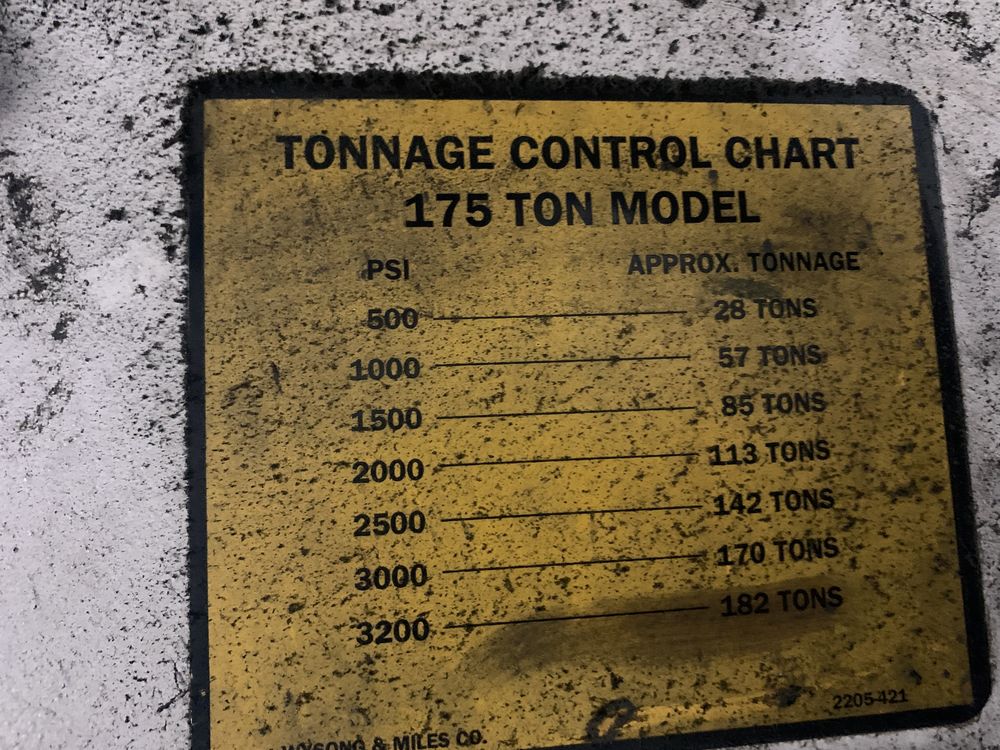 TONNAGE CONTROL CHART
175 TON MODEL
PSI APPROX. TONNAGE
500 28 TONS
1000 57 TONS
1500 85 TONS
2000 113 TONS
2500 142 TONS
3000 170 TONS
3200 182 TONS
2205-421
& MILES CO.